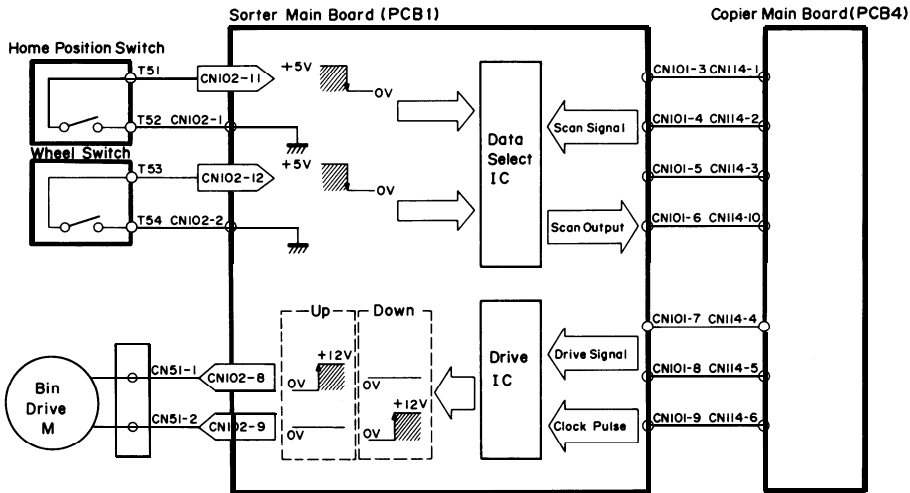 Sorter Main Board (PCB1)
Copier Main Board (PCB4)
Home Position Switch
T51
CN102-11
+5V
0V
CN101-3 CN114-1
T52 CN102-1
Data
Select
IC
Scan Signal
CN101-4 CN114-2
Wheel Switch
T53
CN102-12
+5V
0V
CN101-5 CN114-3
T54 CN102-2
Scan Output
CN101-6 CN114-10
Up
Down
CN101-7 CN114-4
Bin
Drive
M
CN51-1
CN102-8
0V
+12V
Drive
IC
Drive Signal
CN101-8 CN114-5
CN51-2
CN102-9
0V
+12V
Clock Pulse
CN101-9 CN114-6